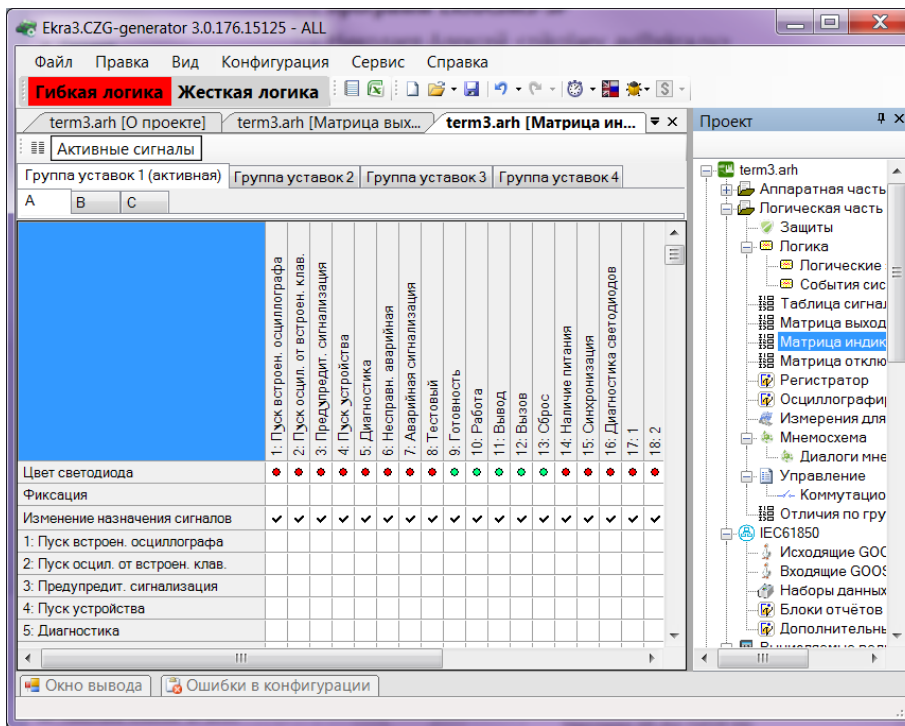 Ekra3.CZG-generator 3.0.176.15125 - ALL
Файл Правка Вид Конфигурация Сервис Справка
Гибкая логика Жесткая логика
term3.arh [О проекте] term3.arh [Матрица вых... term3.arh [Матрица ин...
Активные сигналы
Группа уставок 1 (активная) Группа уставок 2 Группа уставок 3 Группа уставок 4
A B C
1: Пуск встроен. осциллографа
2: Пуск осцил. от встроен. клав.
3: Предупредит. сигнализация
4: Пуск устройства
5: Диагностика
6: Несправн. аварийная
7: Аварийная сигнализация
8: Тестовый
9: Готовность
10: Работа
11: Вывод
12: Вызов
13: Сброс
14: Наличие питания
15: Синхронизация
16: Диагностика светодиодов
17: 1
18: 2
Цвет светодиода
Фиксация
Изменение назначения сигналов
1: Пуск встроен. осциллографа
2: Пуск осцил. от встроен. клав.
3: Предупредит. сигнализация
4: Пуск устройства
5: Диагностика
Окно вывода Ошибки в конфигурации
Проект
term3.arh
Аппаратная часть
Логическая часть
Защиты
Логика
Логические
События сис
Таблица сигнал
Матрица выход
Матрица индик
Матрица отклю
Регистратор
Осциллографи
Измерения для
Мнемосхема
Диалоги мне
Управление
Коммутацио
Отличия по гру
IEC61850
Исходящие GOO
Входящие GOOS
Наборы данных
Блоки отчётов
Дополнительн